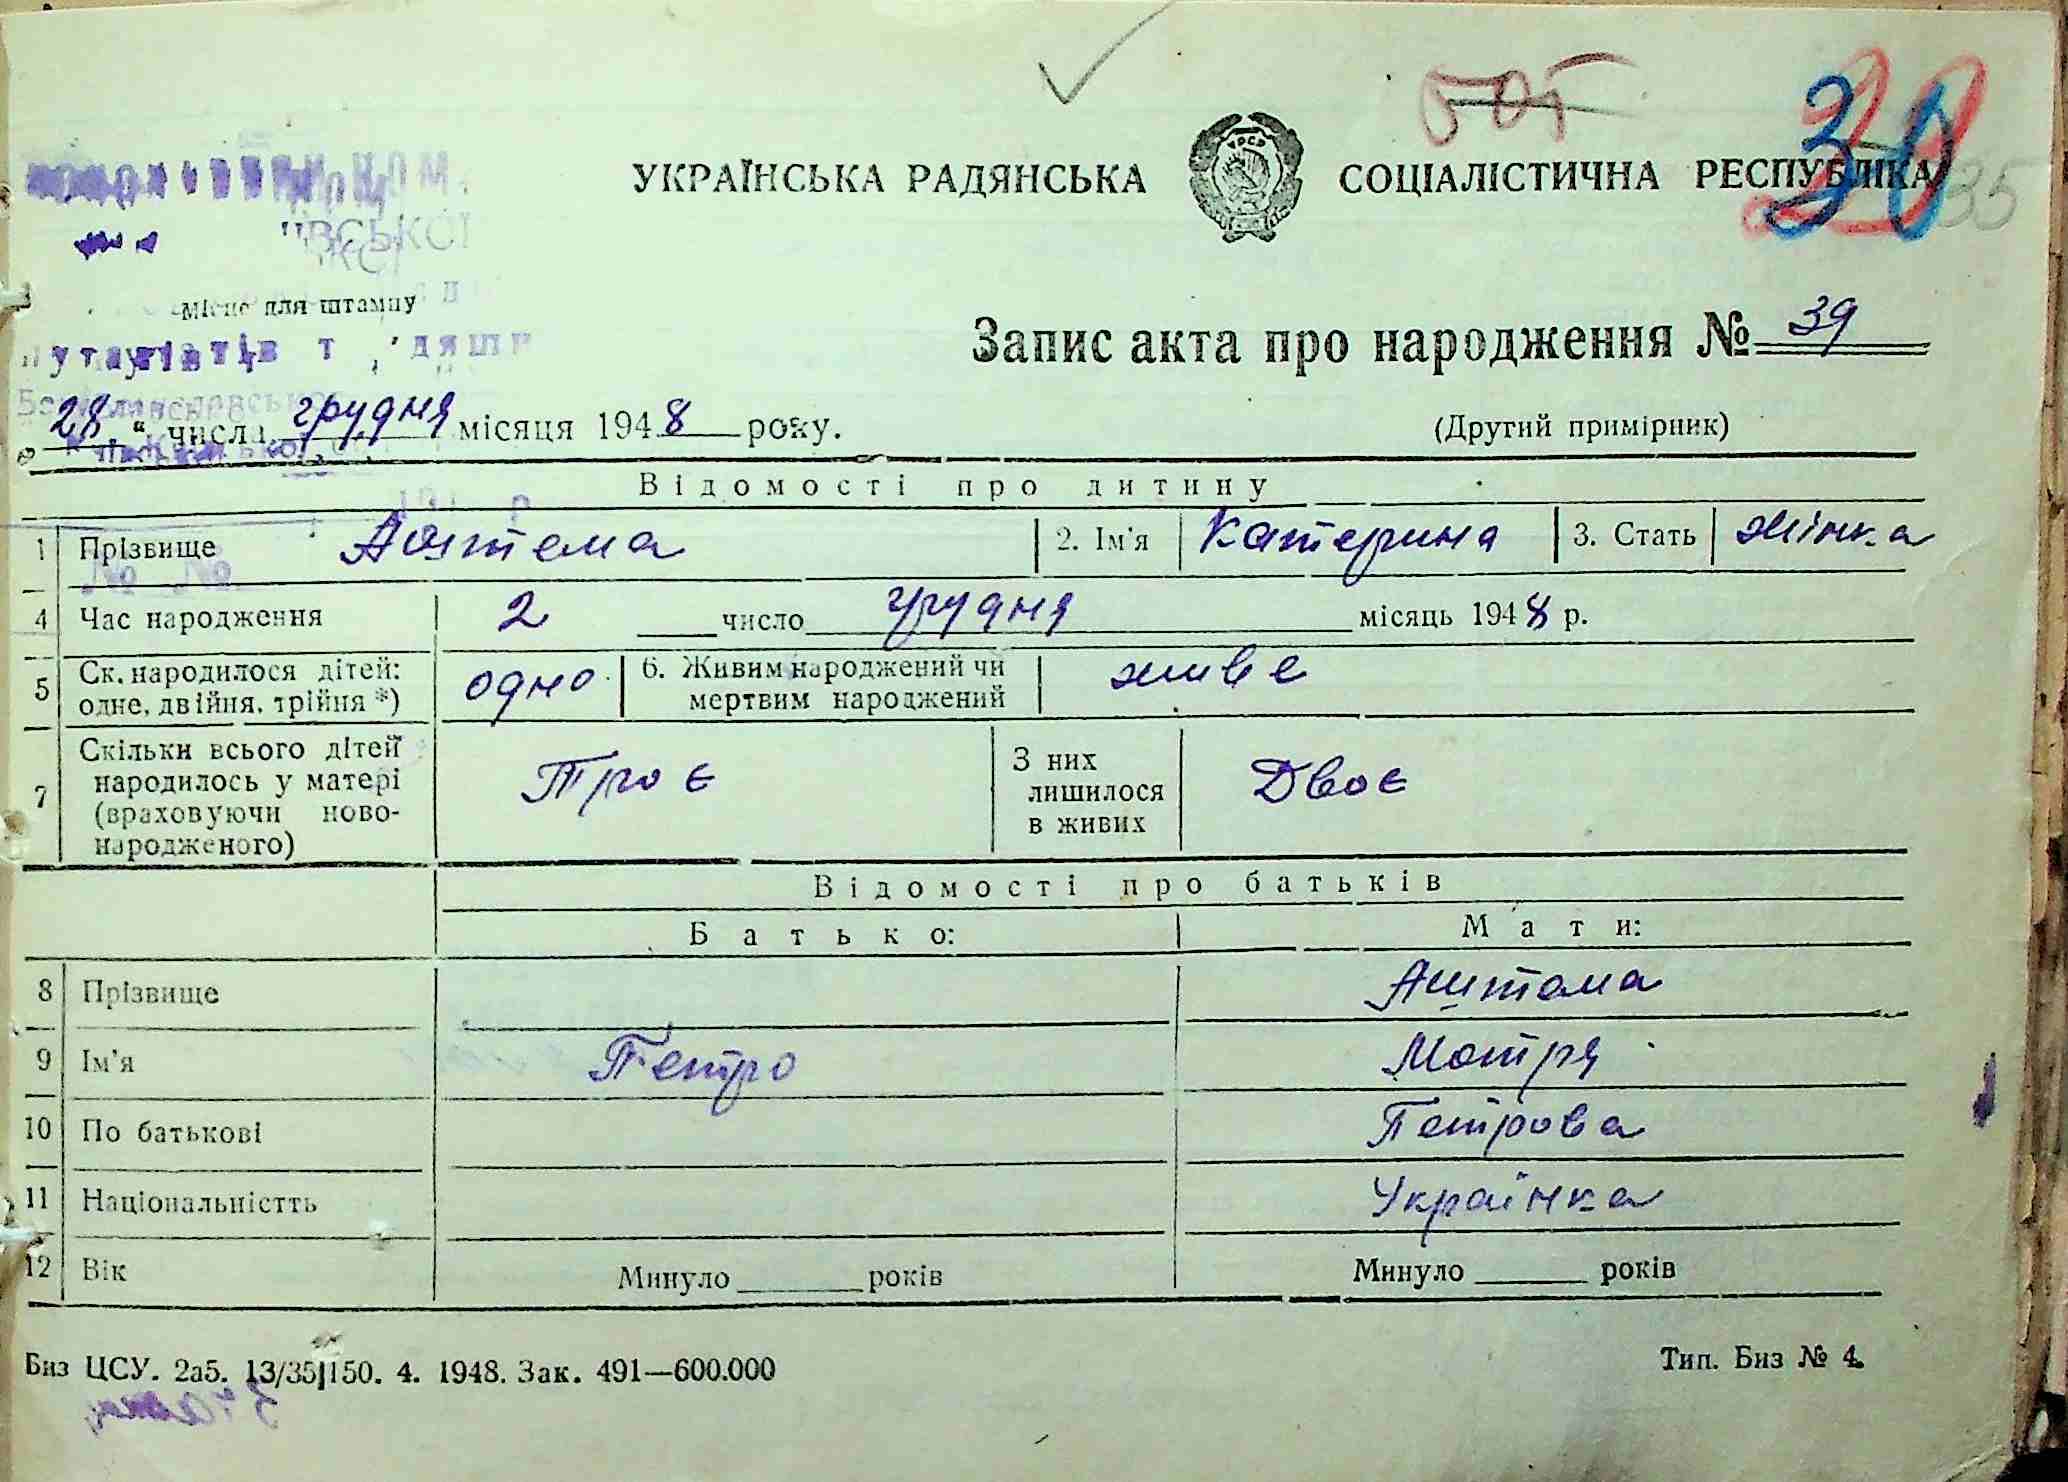 УКРАЇНСЬКА РАДЯНСЬКА СОЦІАЛІСТИЧНА РЕСПУБЛІКА
30
35
Місце для штампу
Запис акта про народження № 39
(Другий примірник)
28 " числа грудня місяця 1948 року.
Відомості про дитину
1 Прізвище 2. Ім'я Катерина 3. Стать жінка
4 Час народження 2 число грудня місяць 1948 р.
5 Ск. народилося дітей: одно 6. Живим народжений чи живе
одне, двійня, трійня *) мертвим народжений
7 Скільки всього дітей народилось у матері (враховуючи ново-народженого) Троє З них лишилося в живих Двоє
Відомості про батьків
Батько: Мати:
8 Прізвище
9 Ім'я Петро Мотря
10 По батькові Петрова
11 Національністть Українка
12 Вік Минуло років Минуло років
Биз ЦСУ. 2а5. 13/35 150. 4. 1948. Зак. 491—600.000 Тип. Биз № 4.